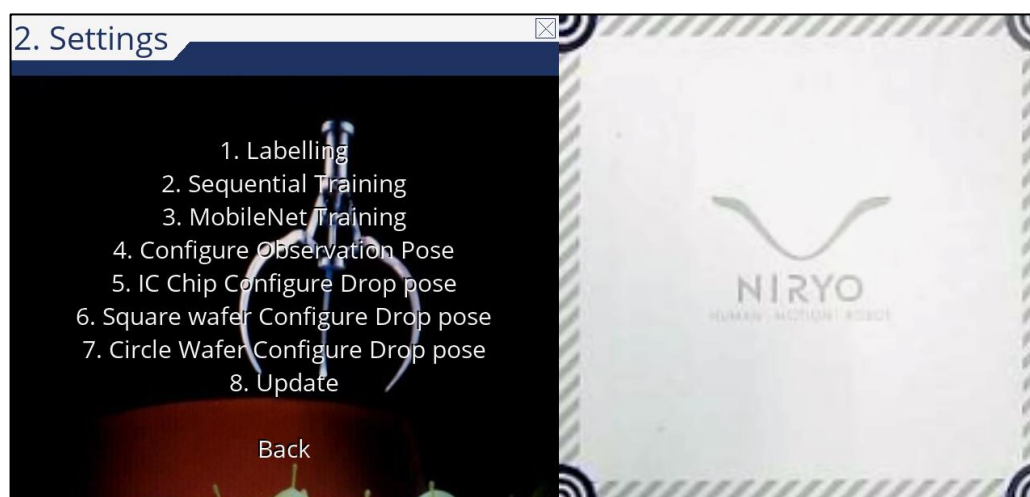 2. Settings
1. Labelling
2. Sequential Training
3. MobileNet Training
4. Configure Observation Pose
5. IC Chip Configure Drop pose
6. Square wafer Configure Drop pose
7. Circle Wafer Configure Drop pose
8. Update
Back
NIRYO